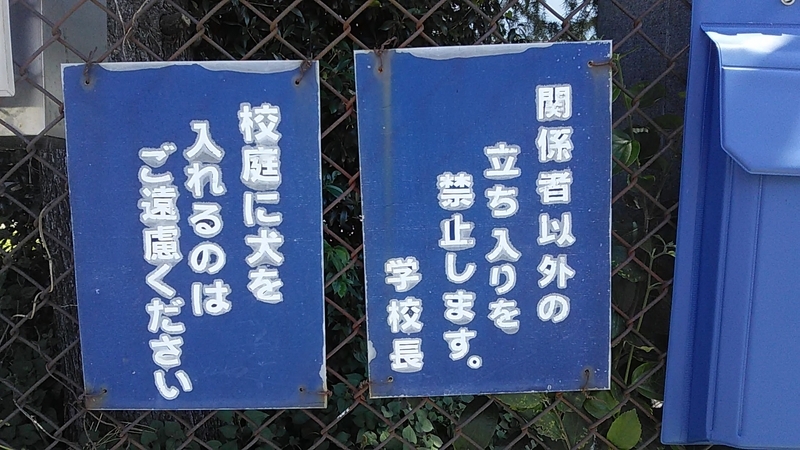 関係者以外の
立ち入りを
禁止します。
学校長
校庭に犬を
入れるのは
ご遠慮ください